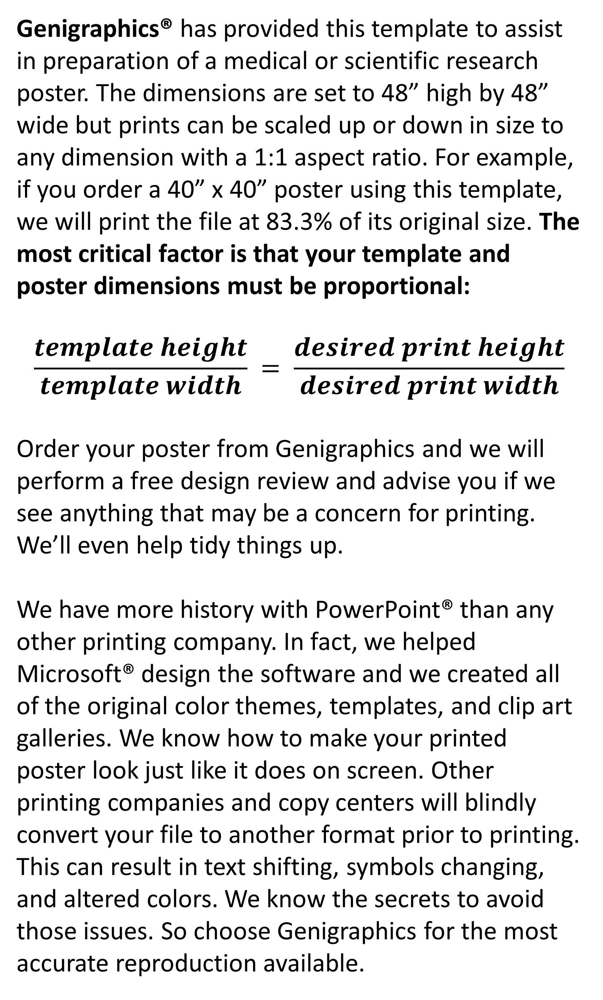 Genigraphics® has provided this template to assist
in preparation of a medical or scientific research
poster. The dimensions are set to 48” high by 48”
wide but prints can be scaled up or down in size to
any dimension with a 1:1 aspect ratio. For example,
if you order a 40” x 40” poster using this template,
we will print the file at 83.3% of its original size. The
most critical factor is that your template and
poster dimensions must be proportional:
template height
template width
=
desired print height
desired print width
Order your poster from Genigraphics and we will
perform a free design review and advise you if we
see anything that may be a concern for printing.
We’ll even help tidy things up.
We have more history with PowerPoint® than any
other printing company. In fact, we helped
Microsoft® design the software and we created all
of the original color themes, templates, and clip art
galleries. We know how to make your printed
poster look just like it does on screen. Other
printing companies and copy centers will blindly
convert your file to another format prior to printing.
This can result in text shifting, symbols changing,
and altered colors. We know the secrets to avoid
those issues. So choose Genigraphics for the most
accurate reproduction available.